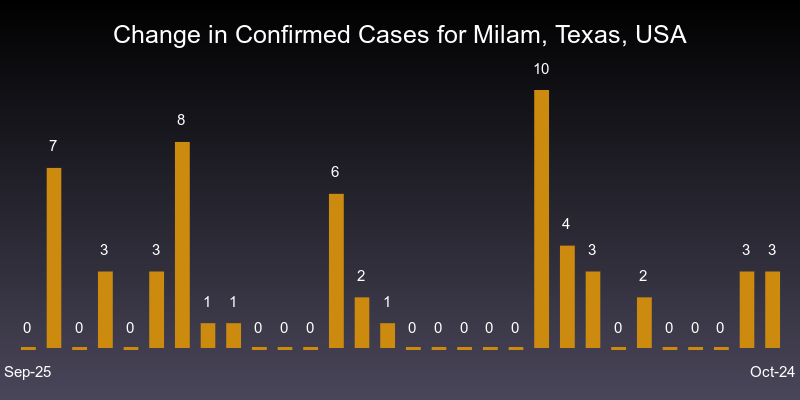 Change in Confirmed Cases for Milam, Texas, USA
0 7 0 3 0 3 8 1 1 0 0 0 6 2 1 0 0 0 0 0 10 4 3 0 2 0 0 0 3 3
Sep-25 Oct-24